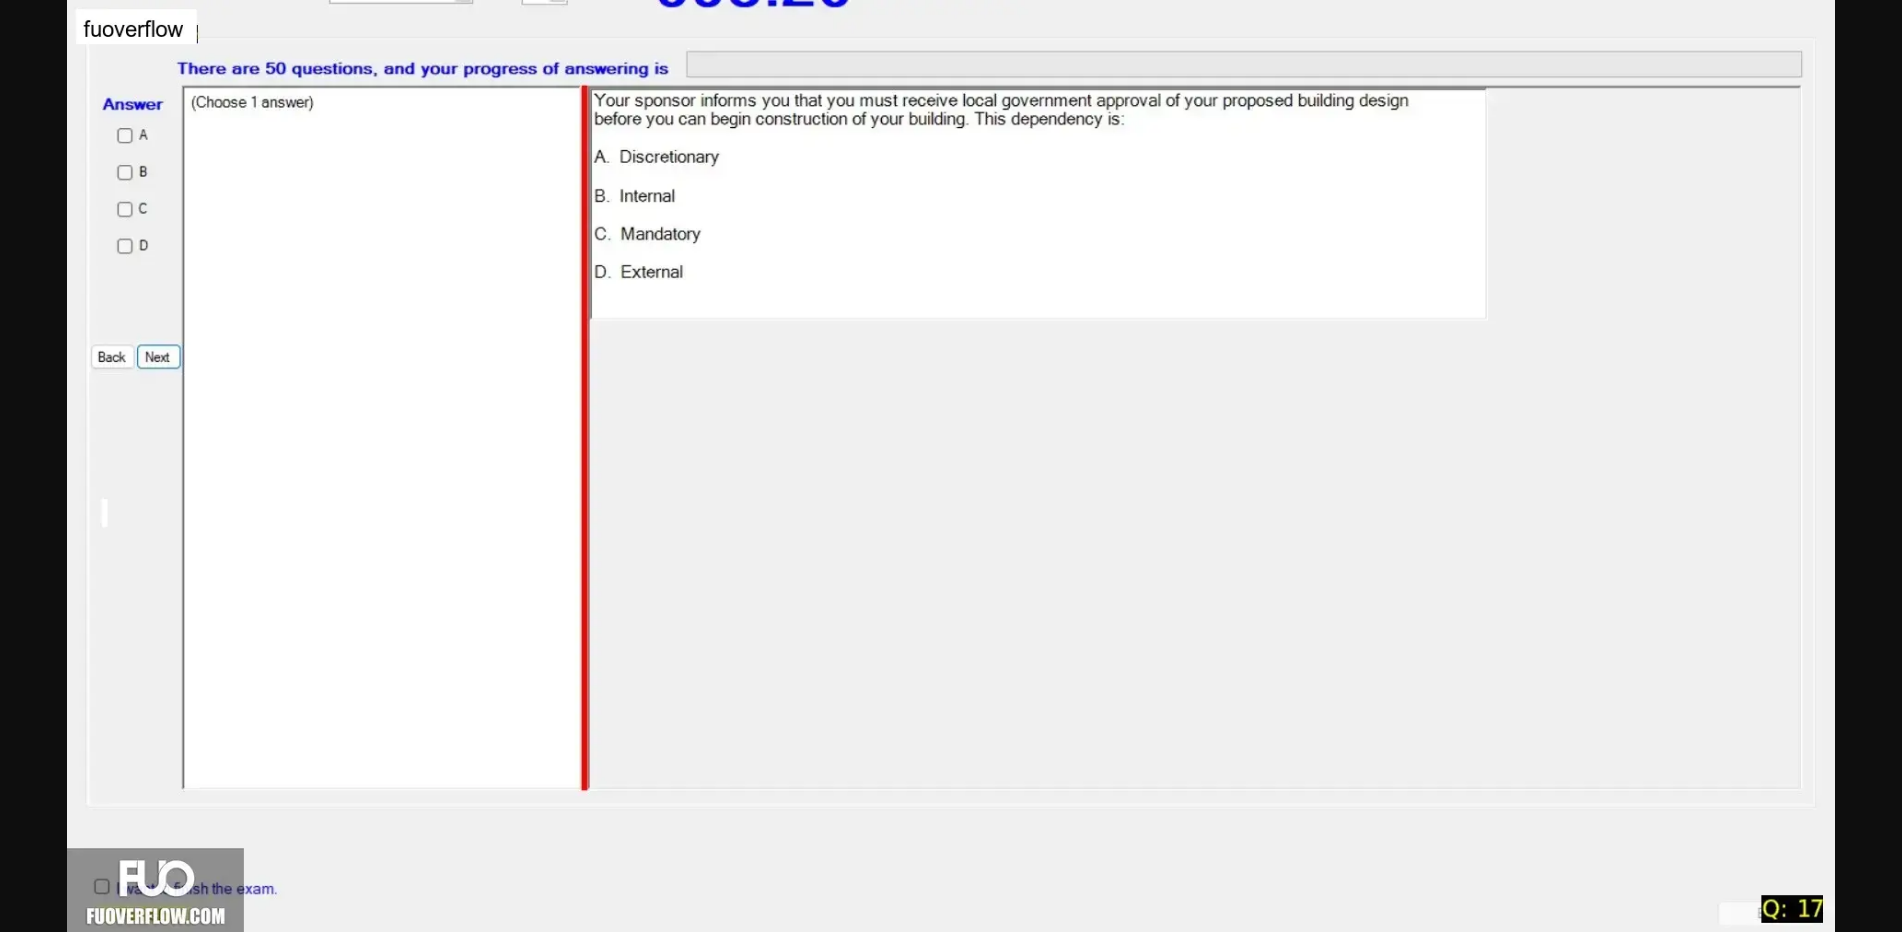 fuoverflow
There are 50 questions, and your progress of answering is
Answer
(Choose 1 answer)
A
B
C
D
Back Next
Your sponsor informs you that you must receive local government approval of your proposed building design
before you can begin construction of your building. This dependency is:
A. Discretionary
B. Internal
C. Mandatory
D. External
FUO
finish the exam.
FUOVERFLOW.COM
Q: 17